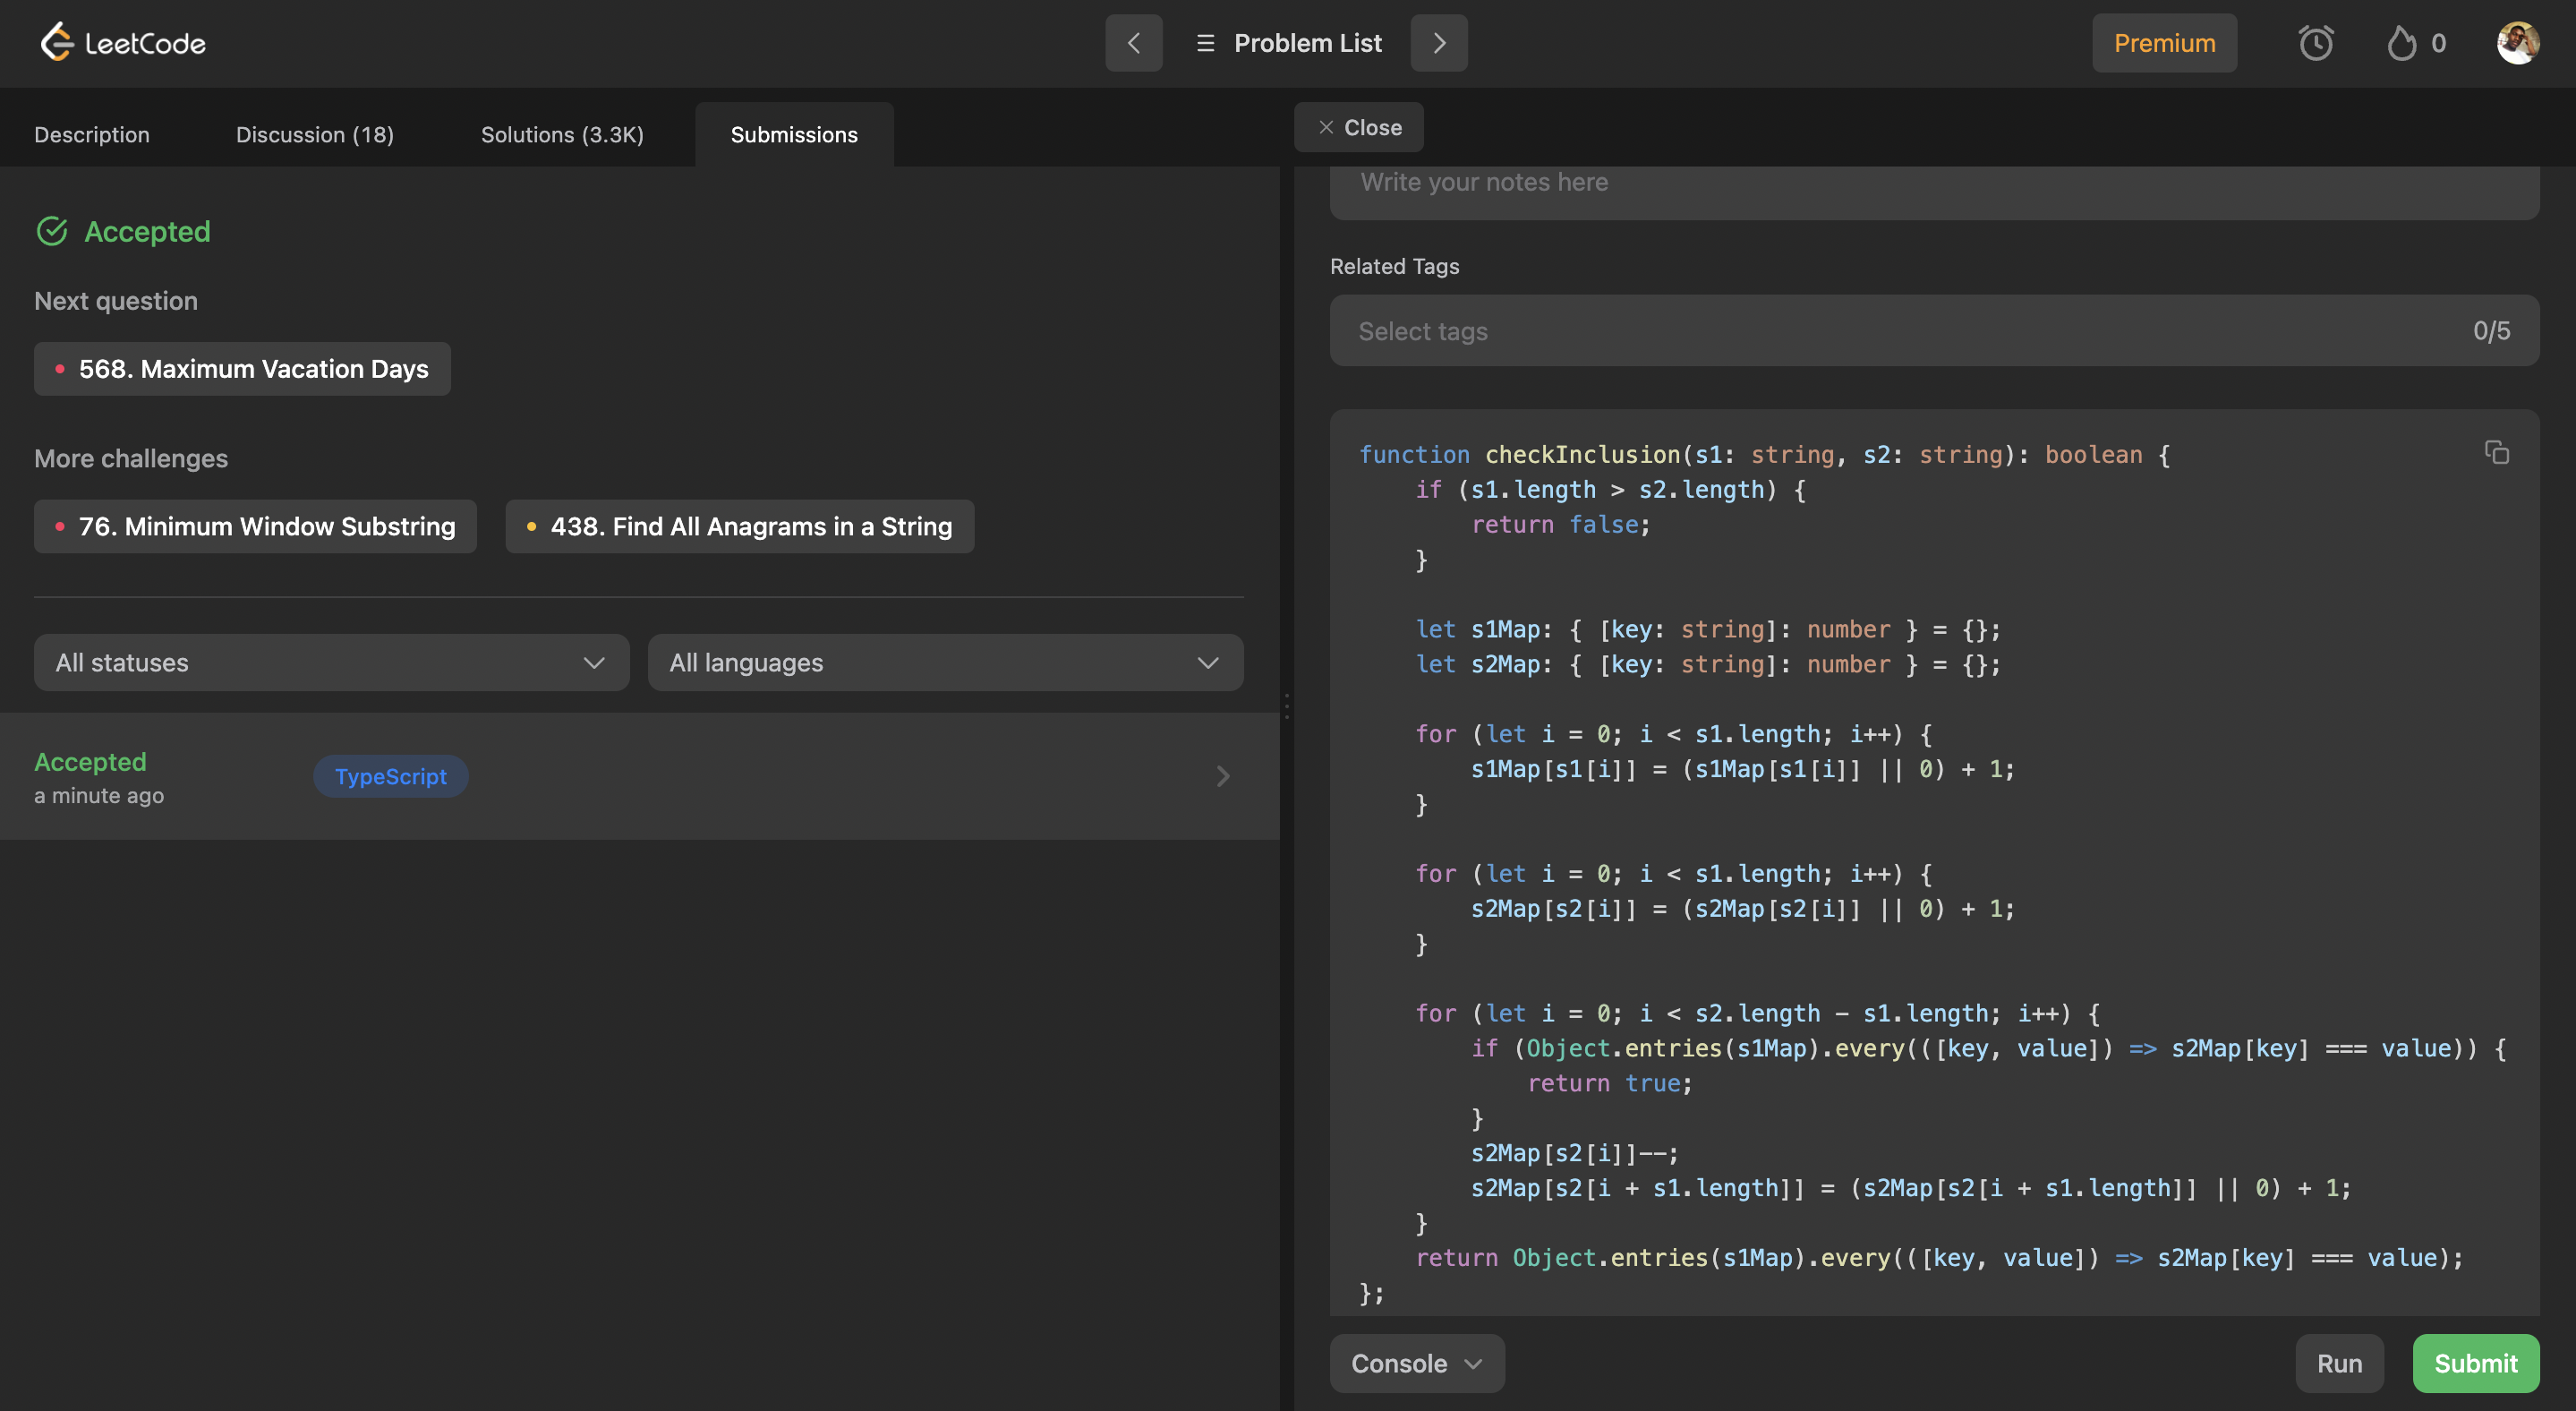 LeetCode
Problem List
Premium
0
Description
Discussion (18)
Solutions (3.3K)
Submissions
Close
Accepted
Next question
568. Maximum Vacation Days
More challenges
76. Minimum Window Substring
438. Find All Anagrams in a String
All statuses
All languages
Accepted
a minute ago
TypeScript
Write your notes here
Related Tags
Select tags
0/5
function checkInclusion(s1: string, s2: string): boolean {
    if (s1.length > s2.length) {
        return false;
    }

    let s1Map: { [key: string]: number } = {};
    let s2Map: { [key: string]: number } = {};

    for (let i = 0; i < s1.length; i++) {
        s1Map[s1[i]] = (s1Map[s1[i]] || 0) + 1;
    }

    for (let i = 0; i < s1.length; i++) {
        s2Map[s2[i]] = (s2Map[s2[i]] || 0) + 1;
    }

    for (let i = 0; i < s2.length - s1.length; i++) {
        if (Object.entries(s1Map).every(([key, value]) => s2Map[key] === value)) {
            return true;
        }
        s2Map[s2[i]]--;
        s2Map[s2[i + s1.length]] = (s2Map[s2[i + s1.length]] || 0) + 1;
    }
    return Object.entries(s1Map).every(([key, value]) => s2Map[key] === value);
};
Console
Run
Submit